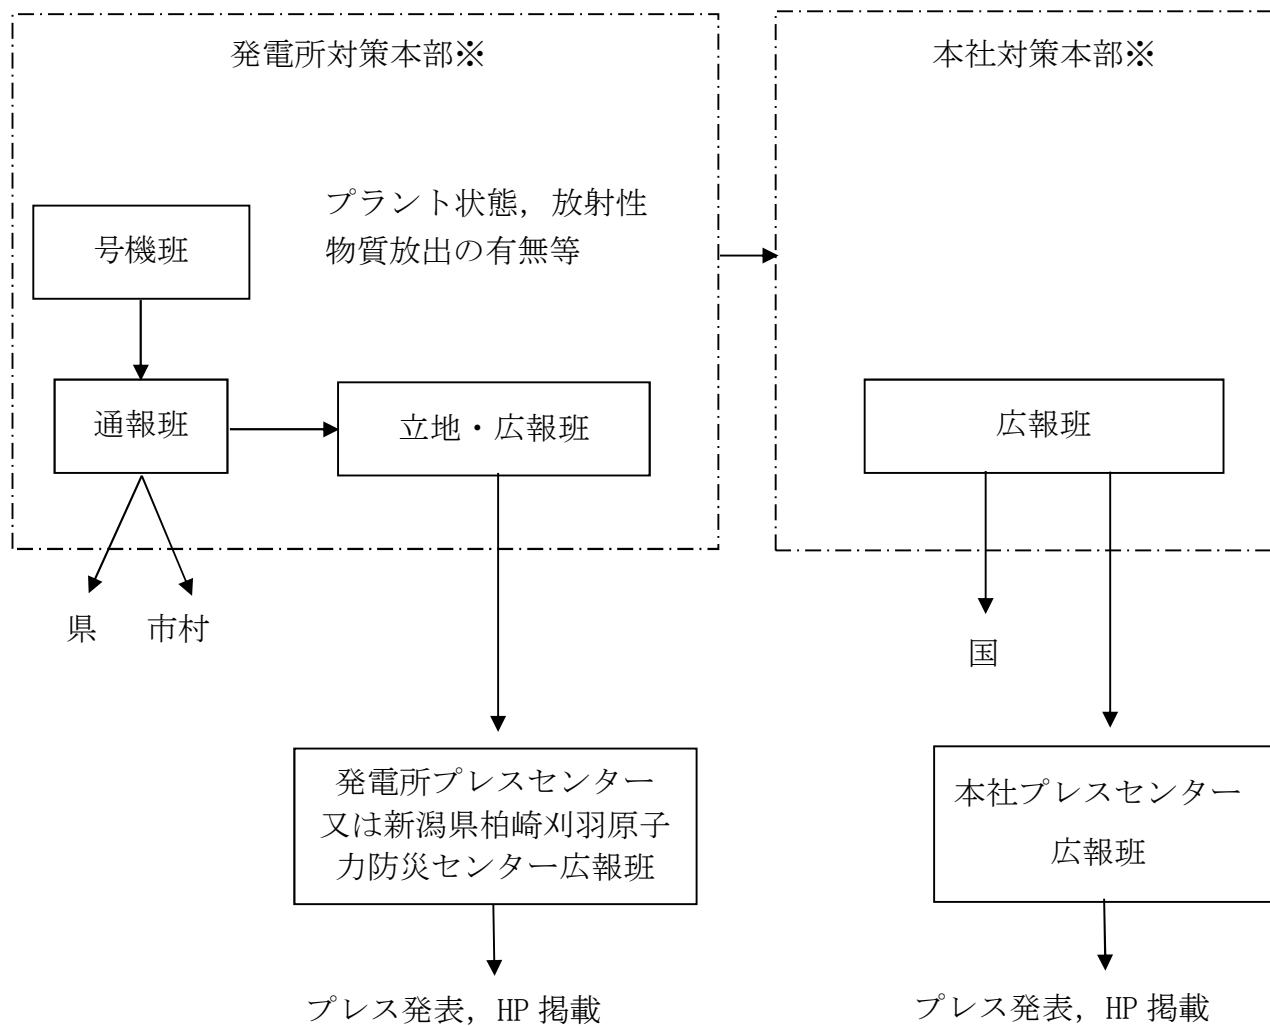 発電所対策本部※
本社対策本部※
プラント状態，放射性
物質放出の有無等
号機班
通報班
立地・広報班
広報班
県
市村
国
発電所プレスセンター
又は新潟県柏崎刈羽原子
力防災センター広報班
本社プレスセンター
広報班
プレス発表，HP 掲載
プレス発表，HP 掲載